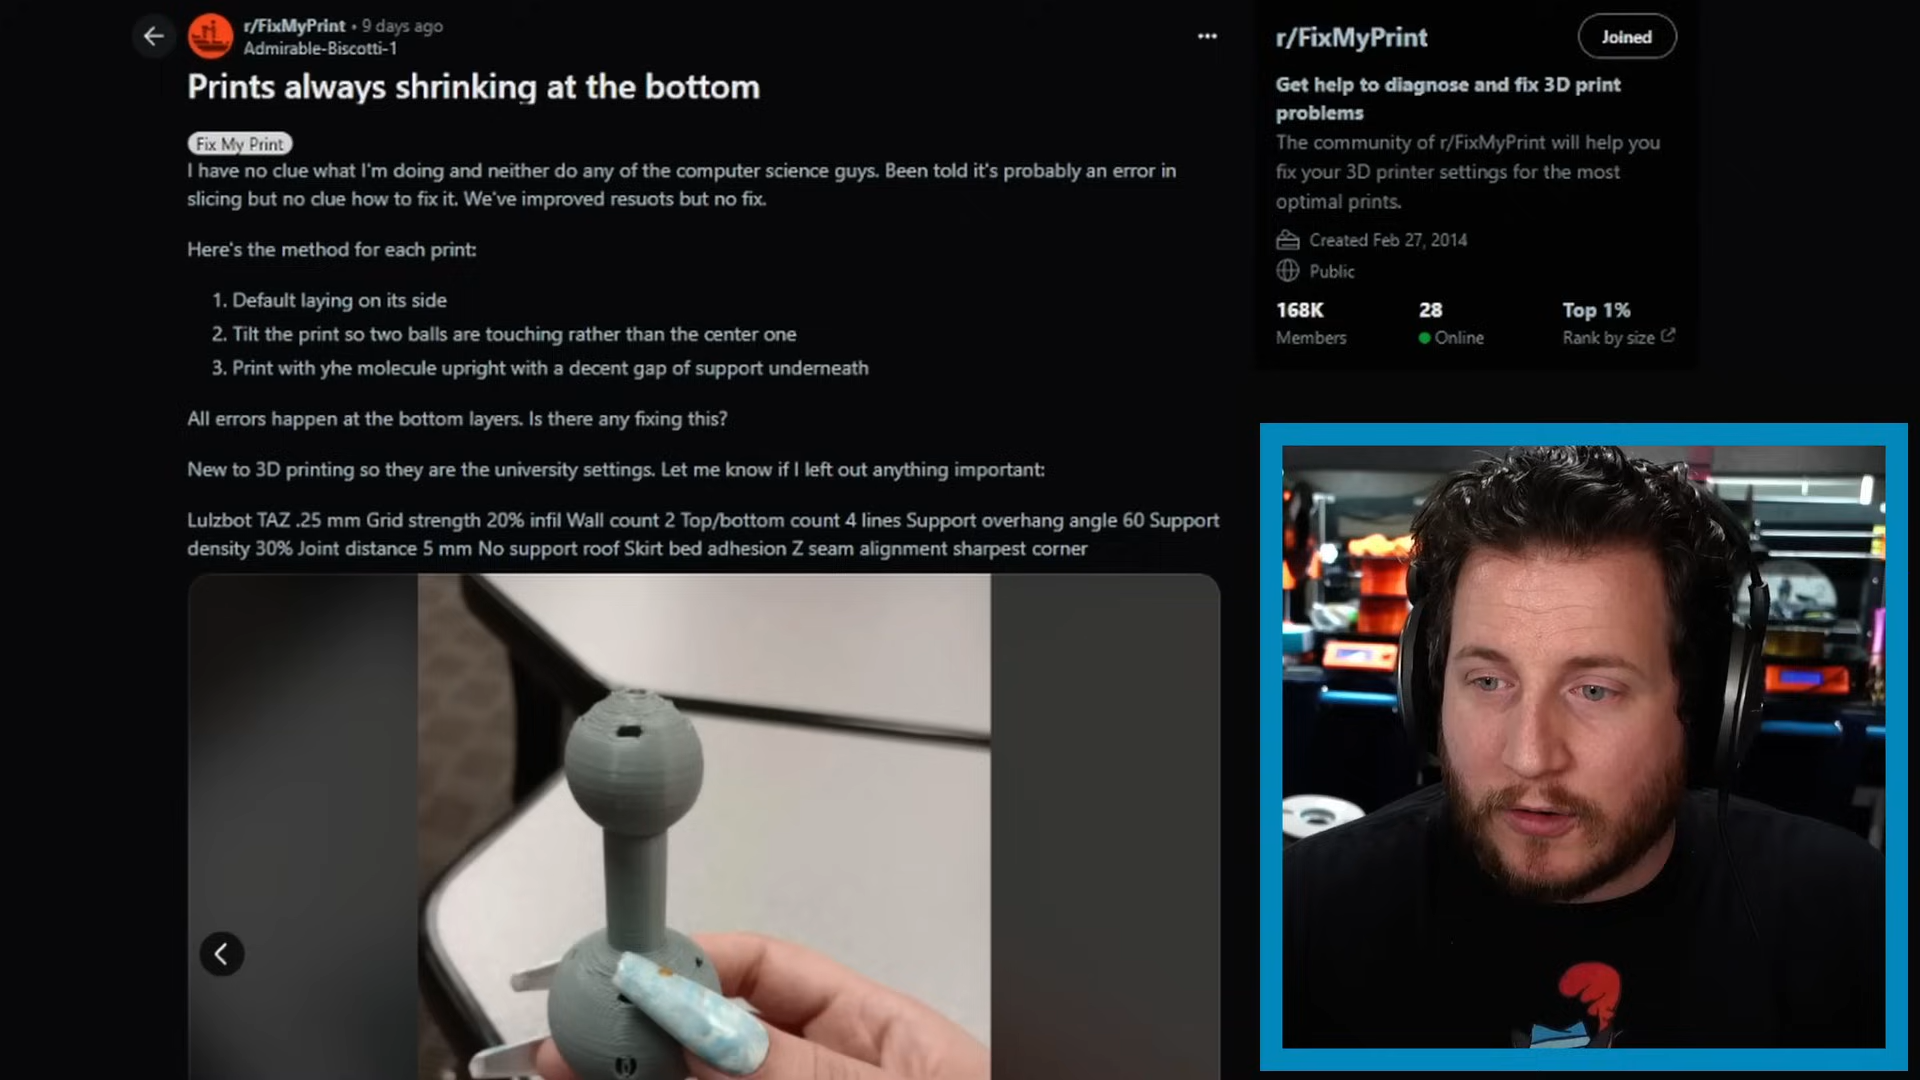 r/FixMyPrint • 9 days ago
Admirable-Biscotti-1
Prints always shrinking at the bottom
Fix My Print
I have no clue what I'm doing and neither do any of the computer science guys. Been told it's probably an error in
slicing but no clue how to fix it. We've improved resuots but no fix.
Here's the method for each print:
1. Default laying on its side
2. Tilt the print so two balls are touching rather than the center one
3. Print with yhe molecule upright with a decent gap of support underneath
All errors happen at the bottom layers. Is there any fixing this?
New to 3D printing so they are the university settings. Let me know if I left out anything important:
Lulzbot TAZ .25 mm Grid strength 20% infil Wall count 2 Top/bottom count 4 lines Support overhang angle 60 Support
density 30% Joint distance 5 mm No support roof Skirt bed adhesion Z seam alignment sharpest corner
r/FixMyPrint
Joined
Get help to diagnose and fix 3D print
problems
The community of r/FixMyPrint will help you
fix your 3D printer settings for the most
optimal prints.
Created Feb 27, 2014
Public
168K 28 Top 1%
Members Online Rank by size